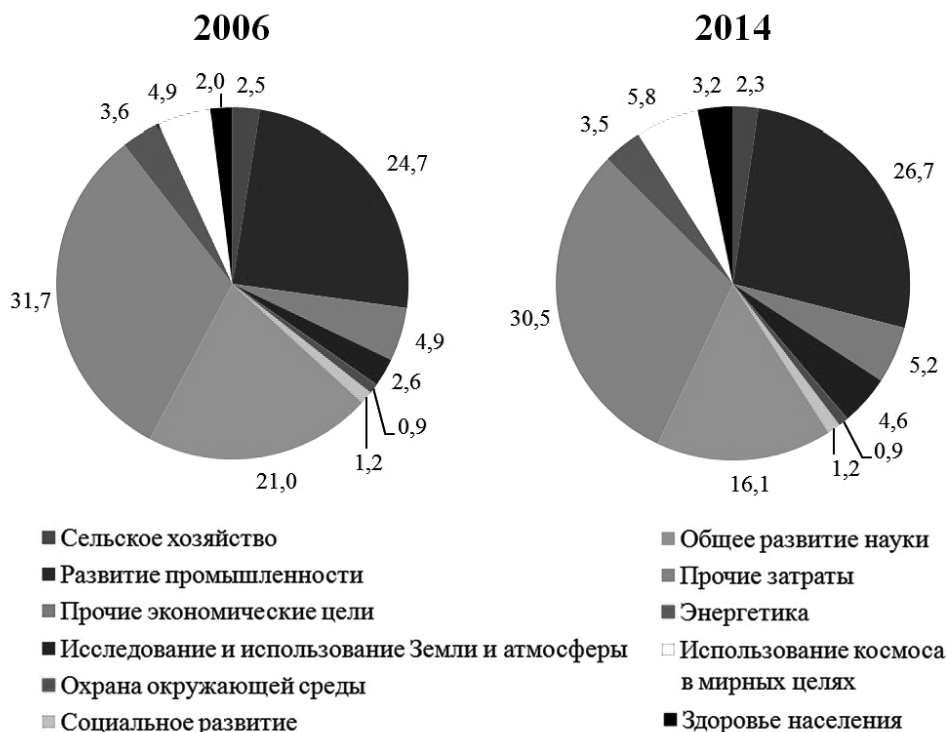 2006
2,0
2,5
4,9
3,6
24,7
31,7
4,9
2,6
0,9
1,2
21,0
2014
3,2
2,3
5,8
3,5
26,7
30,5
5,2
4,6
0,9
1,2
16,1
Сельское хозяйство
Развитие промышленности
Прочие экономические цели
Исследование и использование Земли и атмосферы
Охрана окружающей среды
Социальное развитие
Общее развитие науки
Прочие затраты
Энергетика
Использование космоса
в мирных целях
Здоровье населения